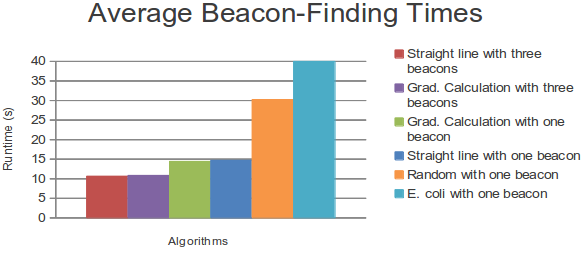 Average Beacon-Finding Times
Runtime (s)
40
35
30
25
20
15
10
5
0
Algorithms
Straight line with three
beacons
Grad. Calculation with three
beacons
Grad. Calculation with one
beacon
Straight line with one beacon
Random with one beacon
E. coli with one beacon